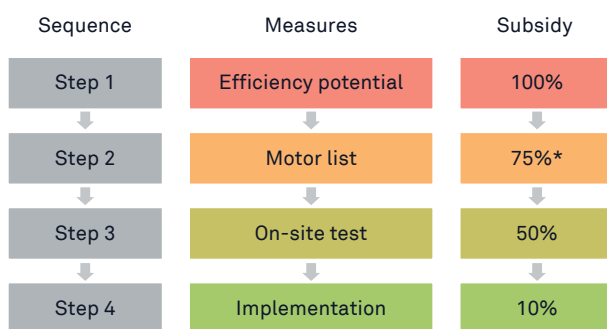 Sequence Measures Subsidy
Step 1 Efficiency potential 100%
Step 2 Motor list 75%*
Step 3 On-site test 50%
Step 4 Implementation 10%